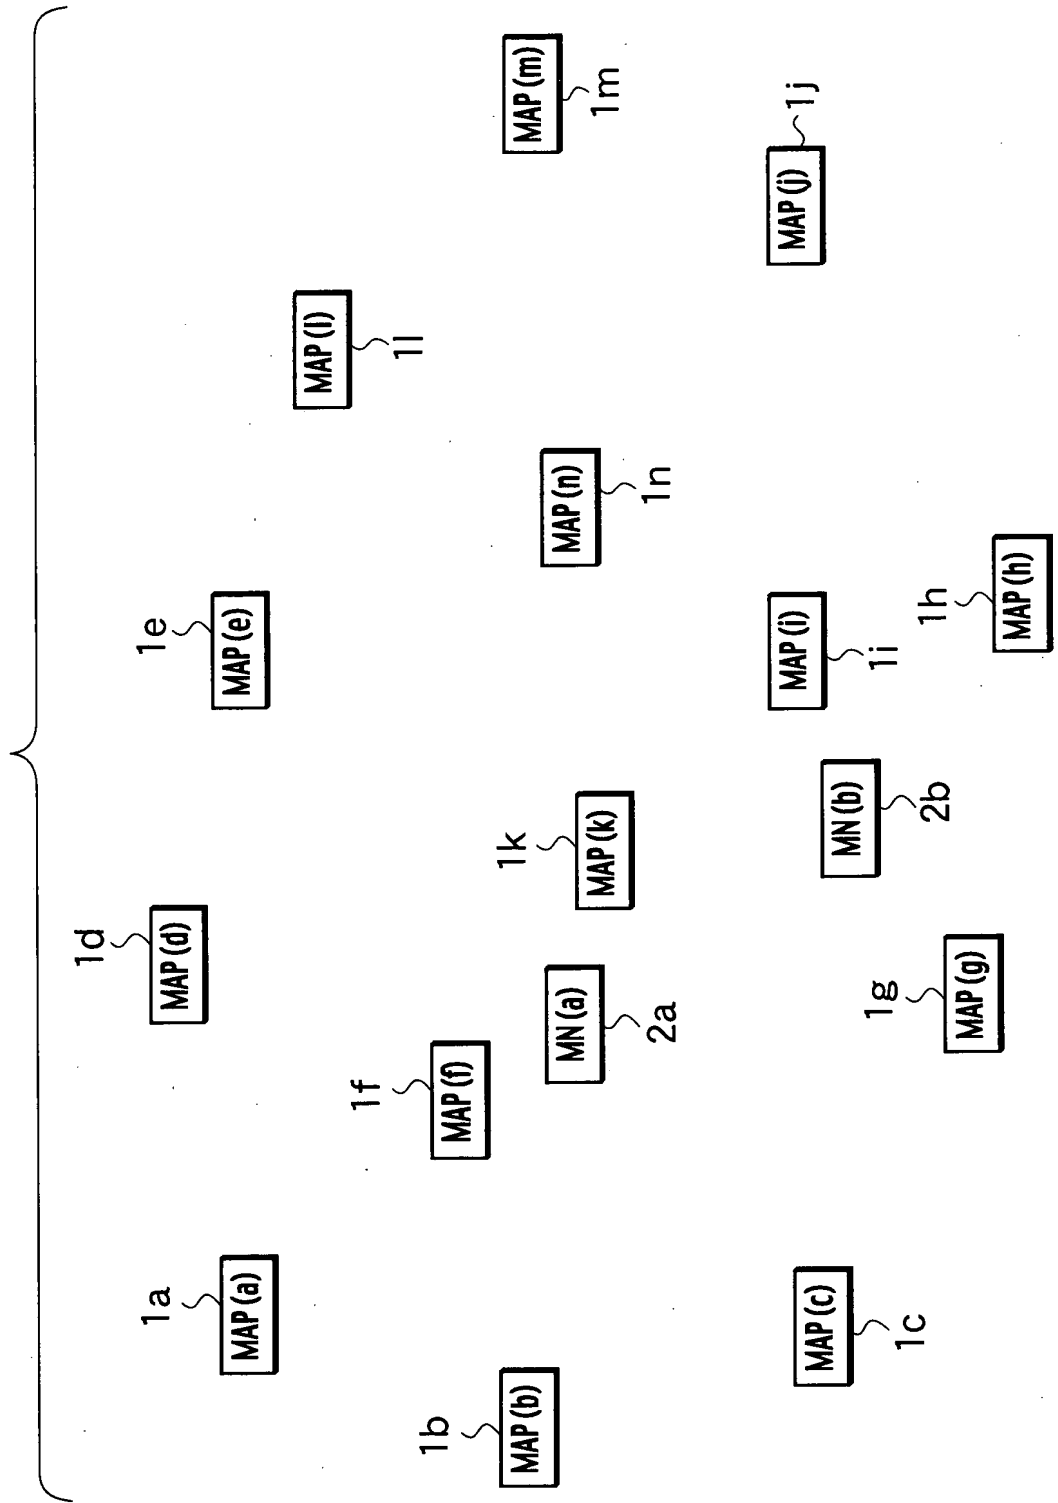 1d
MAP (d)
1a
MAP (a)
1e
MAP (e)
MAP (l)
1l
1f
MAP (f)
1b
MAP (b)
MAP (m)
1m
MN (a)
2a
1k
MAP (k)
MAP (n)
1n
MAP (c)
1c
MAP (i)
1i
1j
MAP (j)
MN (b)
2b
1g
MAP (g)
1h
MAP (h)